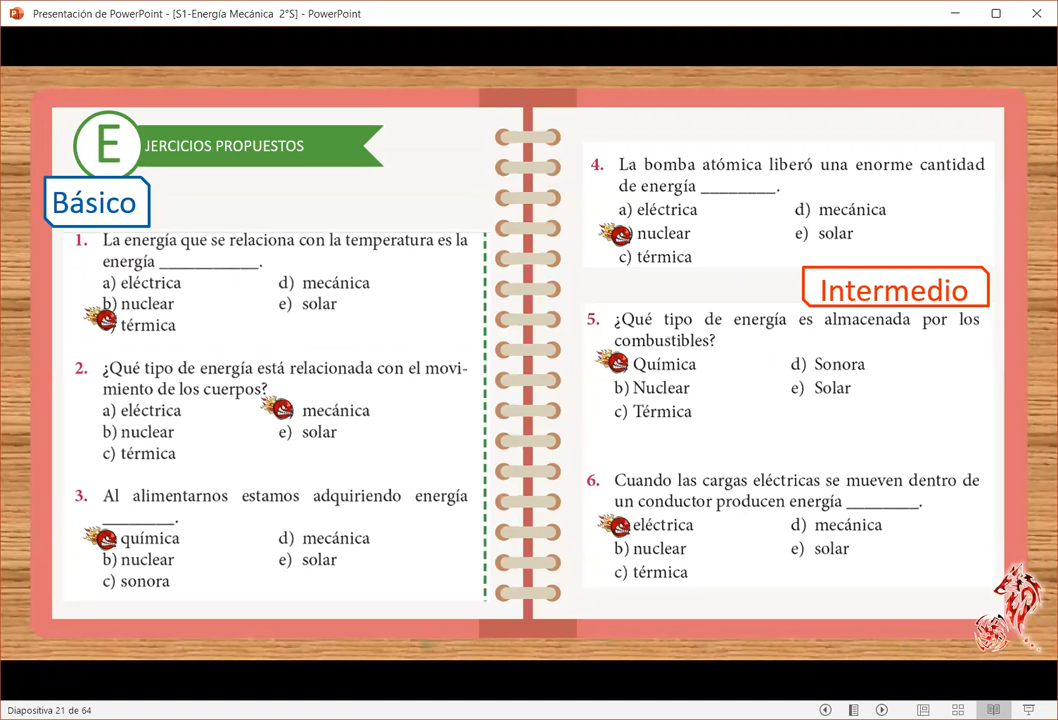 Presentación de PowerPoint - [S1-Energía Mecánica 2°S] - PowerPoint
EJERCICIOS PROPUESTOS
Básico
1. La energía que se relaciona con la temperatura es la
energía ____________.
a) eléctrica d) mecánica
b) nuclear e) solar
térmica
2. ¿Qué tipo de energía está relacionada con el movi-
miento de los cuerpos?
a) eléctrica mecánica
b) nuclear e) solar
c) térmica
3. Al alimentarnos estamos adquiriendo energía
_________.
química d) mecánica
b) nuclear e) solar
c) sonora
4. La bomba atómica liberó una enorme cantidad
de energía _________.
a) eléctrica d) mecánica
nuclear e) solar
c) térmica
Intermedio
5. ¿Qué tipo de energía es almacenada por los
combustibles?
Química d) Sonora
b) Nuclear e) Solar
c) Térmica
6. Cuando las cargas eléctricas se mueven dentro de
un conductor producen energía _________.
eléctrica d) mecánica
b) nuclear e) solar
c) térmica
Diapositiva 21 de 64